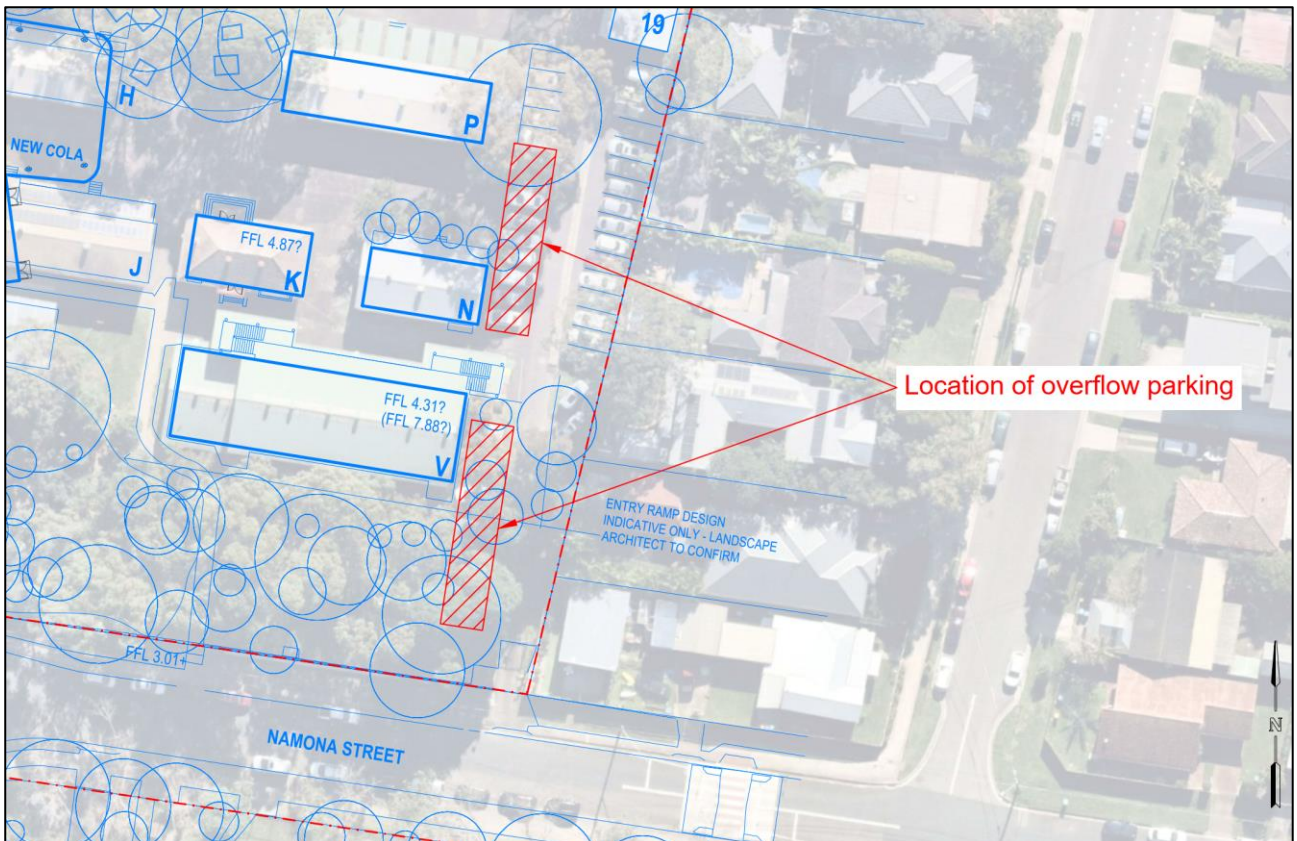 19
H
P
NEW COLA
FFL 4.87?
J
K
N
Location of overflow parking
FFL 4.31?
(FFL 7.88?)
V
ENTRY RAMP DESIGN
INDICATIVE ONLY - LANDSCAPE
ARCHITECT TO CONFIRM
FFL 3.01±
NAMONA STREET
N